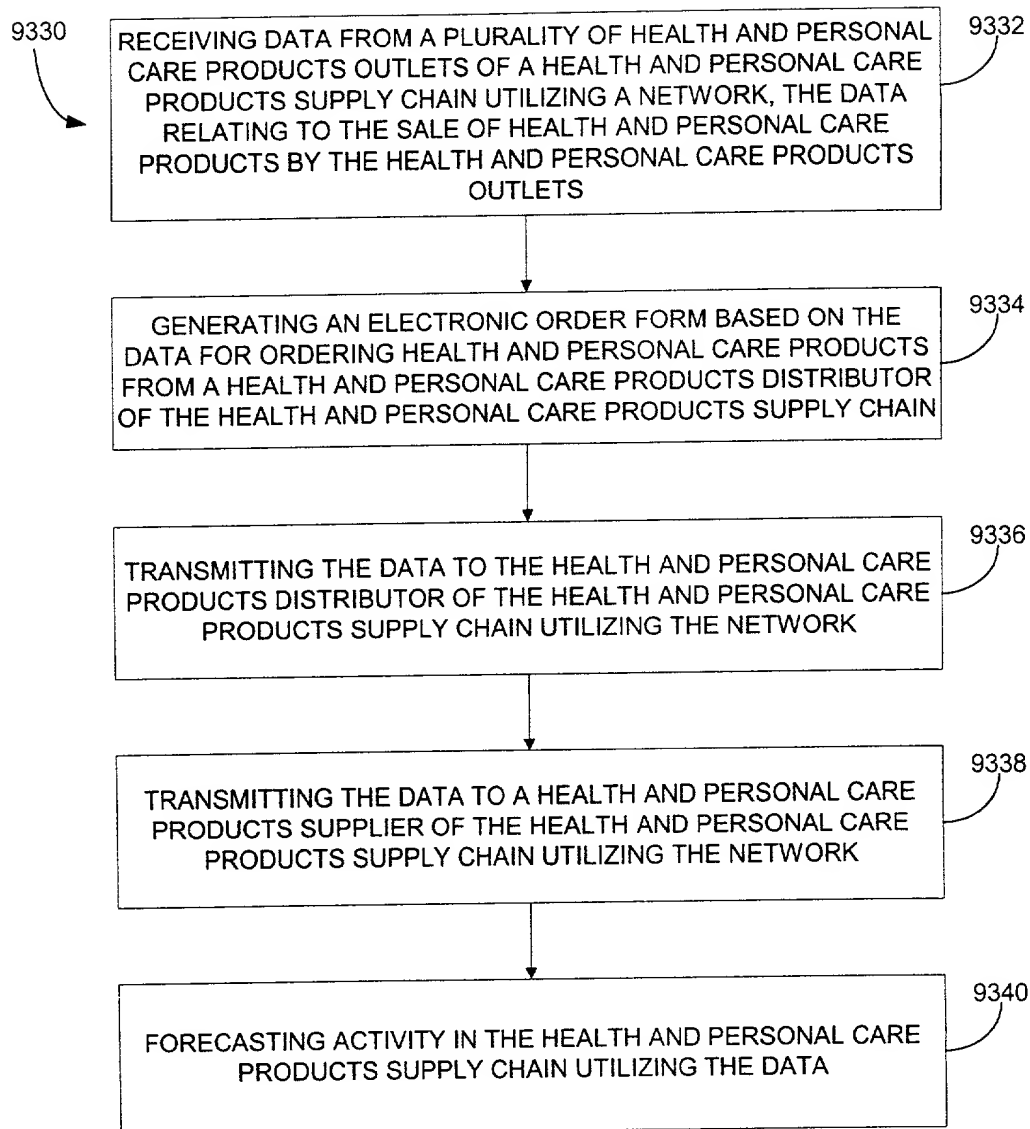 9330
9332
RECEIVING DATA FROM A PLURALITY OF HEALTH AND PERSONAL
CARE PRODUCTS OUTLETS OF A HEALTH AND PERSONAL CARE
PRODUCTS SUPPLY CHAIN UTILIZING A NETWORK, THE DATA
RELATING TO THE SALE OF HEALTH AND PERSONAL CARE
PRODUCTS BY THE HEALTH AND PERSONAL CARE PRODUCTS
OUTLETS
9334
GENERATING AN ELECTRONIC ORDER FORM BASED ON THE
DATA FOR ORDERING HEALTH AND PERSONAL CARE PRODUCTS
FROM A HEALTH AND PERSONAL CARE PRODUCTS DISTRIBUTOR
OF THE HEALTH AND PERSONAL CARE PRODUCTS SUPPLY CHAIN
9336
TRANSMITTING THE DATA TO THE HEALTH AND PERSONAL CARE
PRODUCTS DISTRIBUTOR OF THE HEALTH AND PERSONAL CARE
PRODUCTS SUPPLY CHAIN UTILIZING THE NETWORK
9338
TRANSMITTING THE DATA TO A HEALTH AND PERSONAL CARE
PRODUCTS SUPPLIER OF THE HEALTH AND PERSONAL CARE
PRODUCTS SUPPLY CHAIN UTILIZING THE NETWORK
9340
FORECASTING ACTIVITY IN THE HEALTH AND PERSONAL CARE
PRODUCTS SUPPLY CHAIN UTILIZING THE DATA